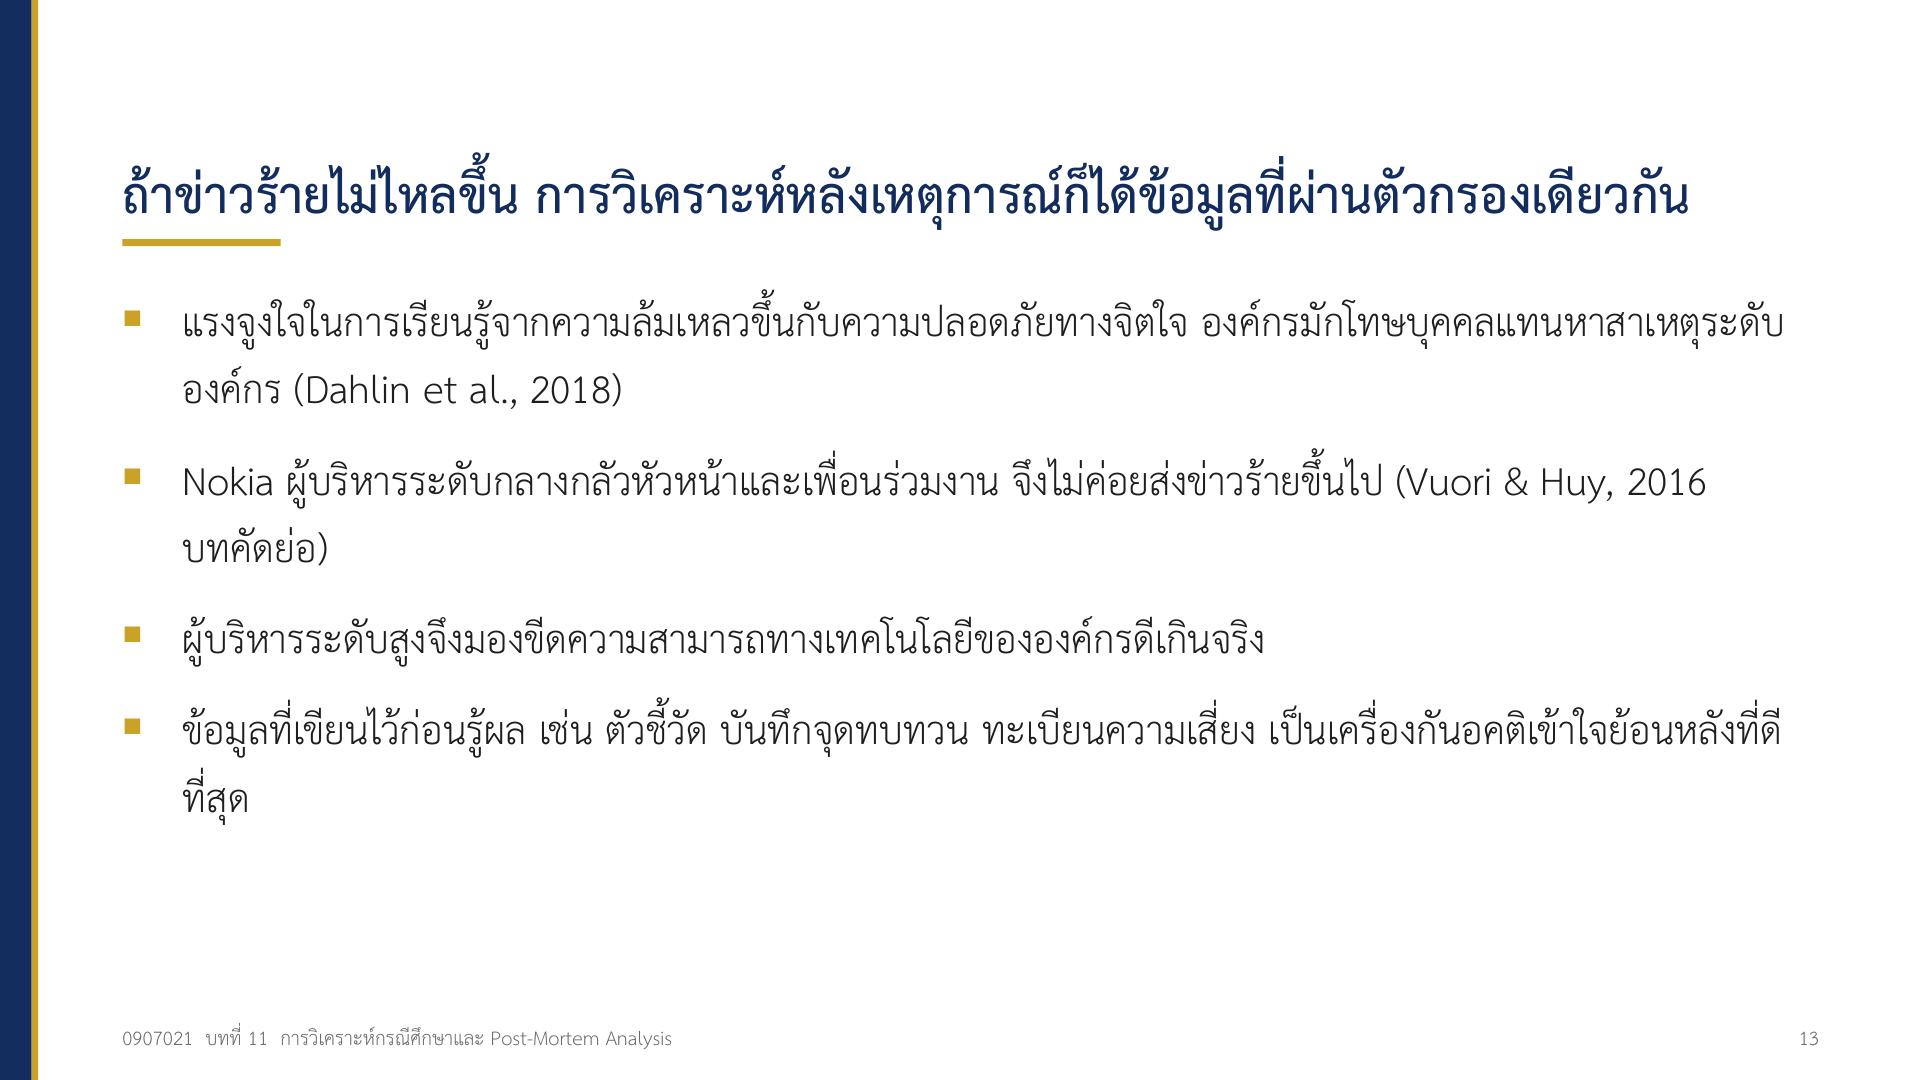 ถ้าข่าวร้ายไม่ไหลขึ้น การวิเคราะห์หลังเหตุการณ์ก็ได้ข้อมูลที่ผ่านตัวกรองเดียวกัน
▪ แรงจูงใจในการเรียนรู้จากความล้มเหลวขึ้นกับความปลอดภัยทางจิตใจ องค์กรมักโทษบุคคลแทนหาสาเหตุระดับ
องค์กร (Dahlin et al., 2018)
▪ Nokia ผู้บริหารระดับกลางกลัวหัวหน้าและเพื่อนร่วมงาน จึงไม่ค่อยส่งข่าวร้ายขึ้นไป (Vuori & Huy, 2016
บทคัดย่อ)
▪ ผู้บริหารระดับสูงจึงมองขีดความสามารถทางเทคโนโลยีขององค์กรดีเกินจริง
▪ ข้อมูลที่เขียนไว้ก่อนรู้ผล เช่น ตัวชี้วัด บันทึกจุดทบทวน ทะเบียนความเสี่ยง เป็นเครื่องกันอคติเข้าใจย้อนหลังที่ดี
ที่สุด
0907021 บทที่ 11 การวิเคราะห์กรณีศึกษาและ Post-Mortem Analysis
13